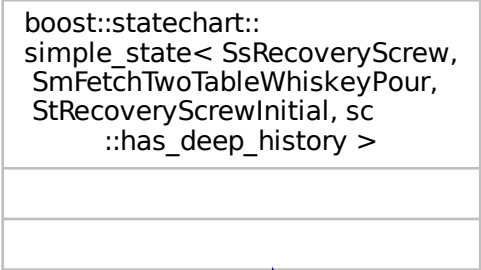 boost::statechart::
simple_state< SsRecoveryScrew,
SmFetchTwoTableWhiskeyPour,
StRecoveryScrewInitial, sc
::has_deep_history >